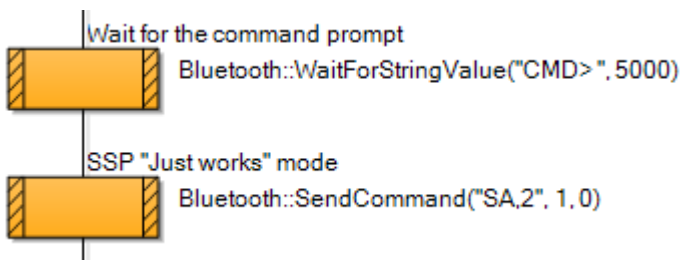 Wait for the command prompt
Bluetooth::WaitForStringValue("CMD> ", 5000)
SSP "Just works" mode
Bluetooth::SendCommand("SA,2", 1, 0)